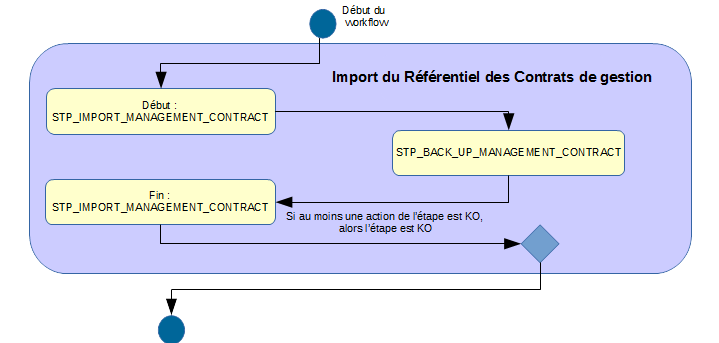 Début du
workflow
Import du Référentiel des Contrats de gestion
Début :
STP_IMPORT_MANAGEMENT_CONTRACT
STP_BACK_UP_MANAGEMENT_CONTRACT
Fin :
STP_IMPORT_MANAGEMENT_CONTRACT
Si au moins une action de l'étape est KO,
alors l'étape est KO